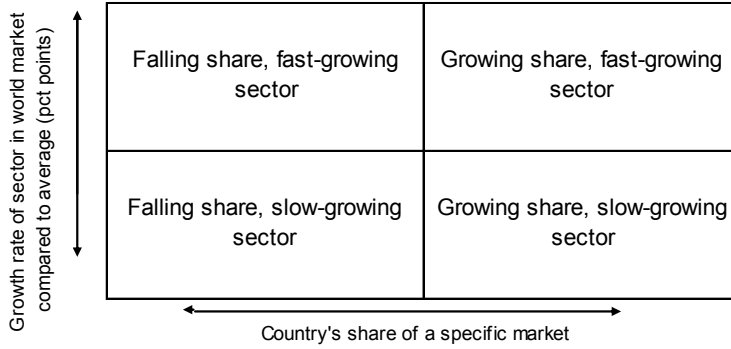 Growth rate of sector in world market
compared to average (pct points)
Falling share, fast-growing
sector
Growing share, fast-growing
sector
Falling share, slow-growing
sector
Growing share, slow-growing
sector
Country's share of a specific market